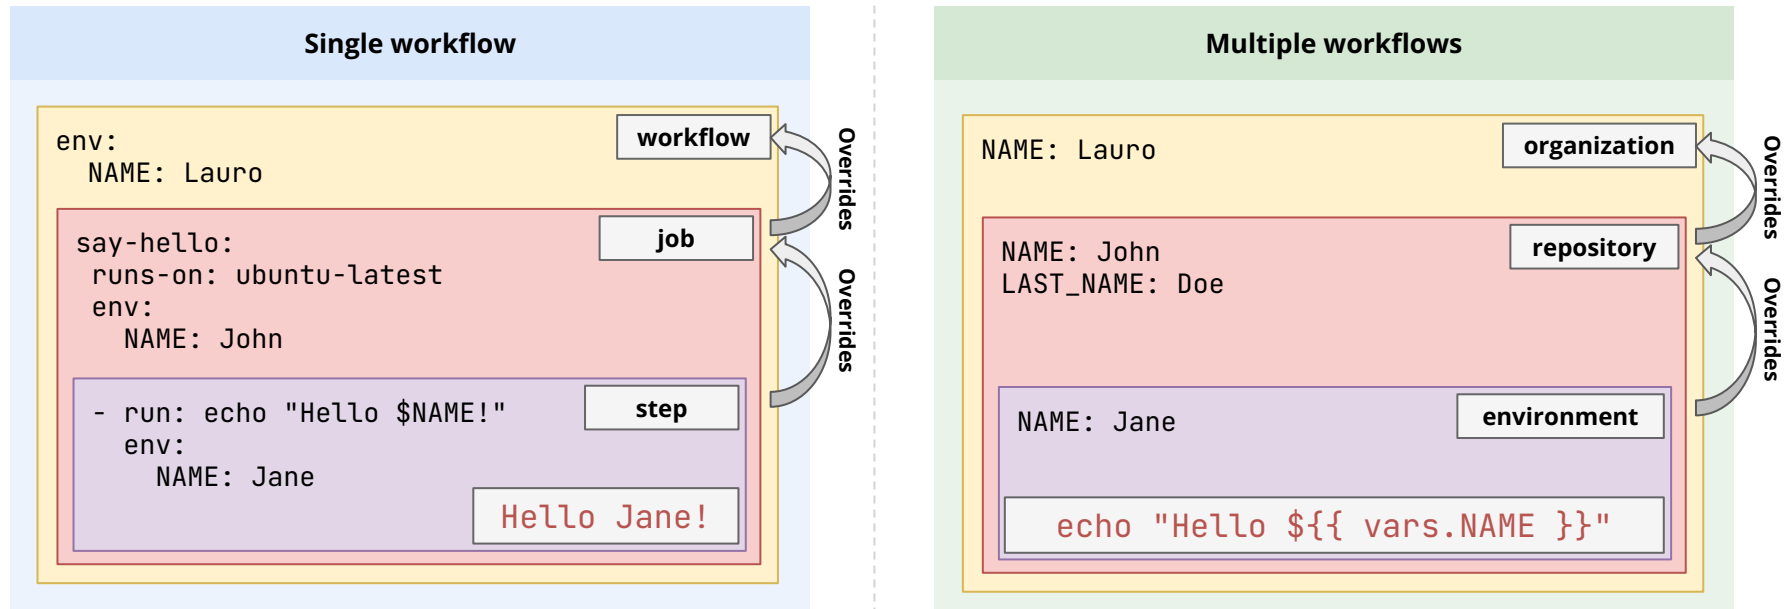 Single workflow
env:
  NAME: Lauro
workflow
Overrides
say-hello:
 runs-on: ubuntu-latest
 env:
   NAME: John
job
Overrides
- run: echo "Hello $NAME!"
  env:
    NAME: Jane
step
Hello Jane!
Multiple workflows
NAME: Lauro
organization
Overrides
NAME: John
LAST_NAME: Doe
repository
Overrides
NAME: Jane
environment
echo "Hello ${{ vars.NAME }}"